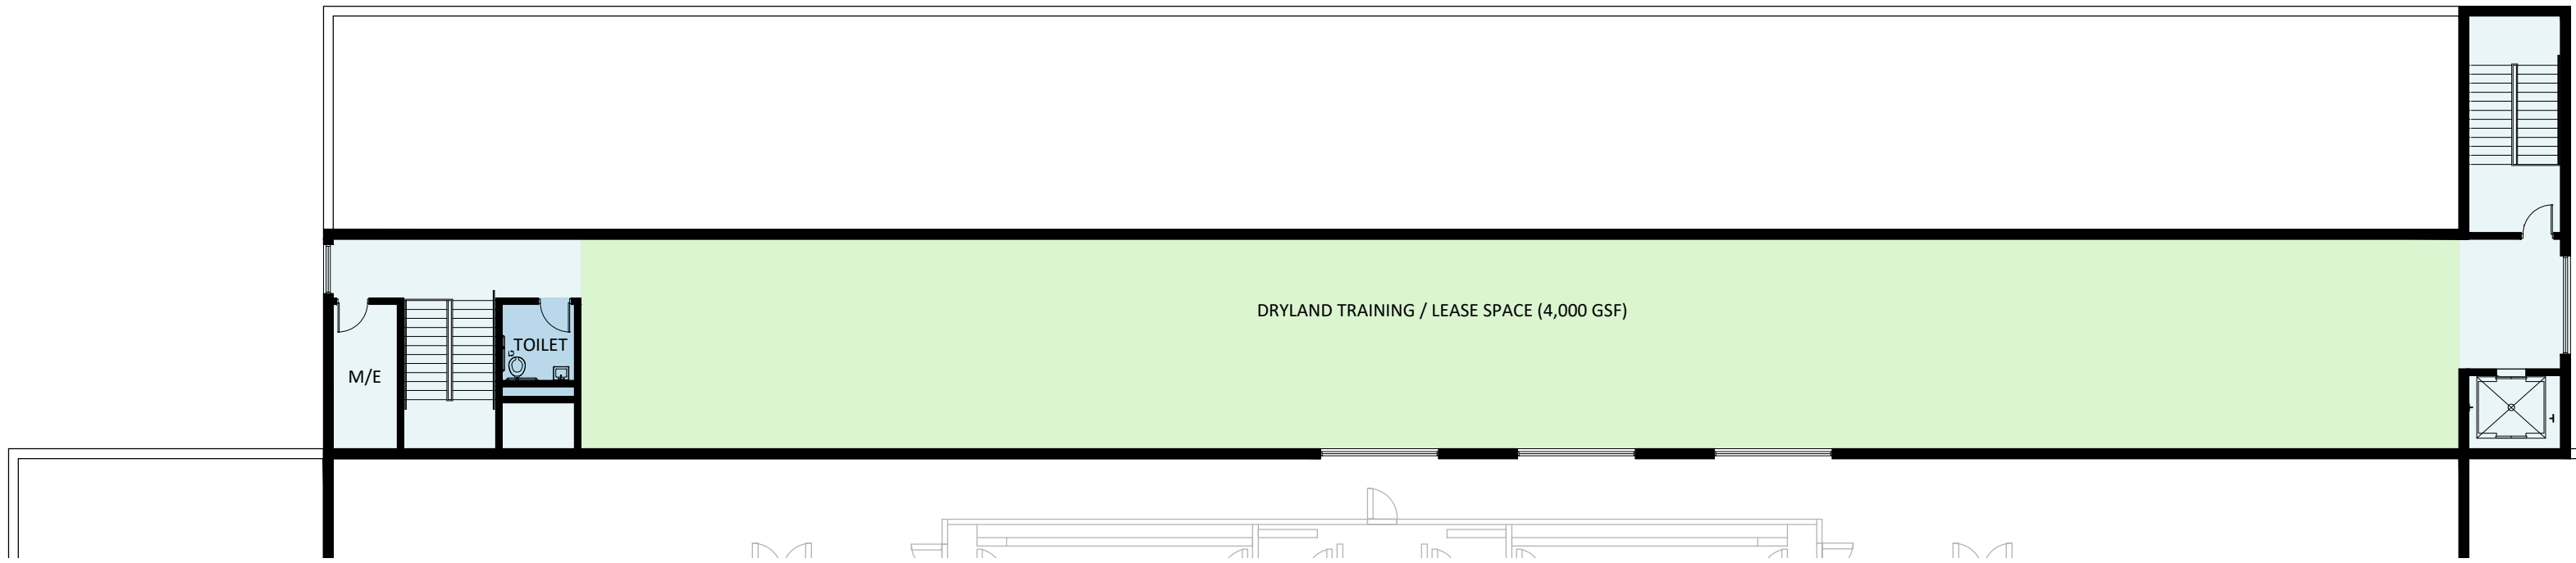 DRYLAND TRAINING / LEASE SPACE (4,000 GSF)
TOILET
M/E